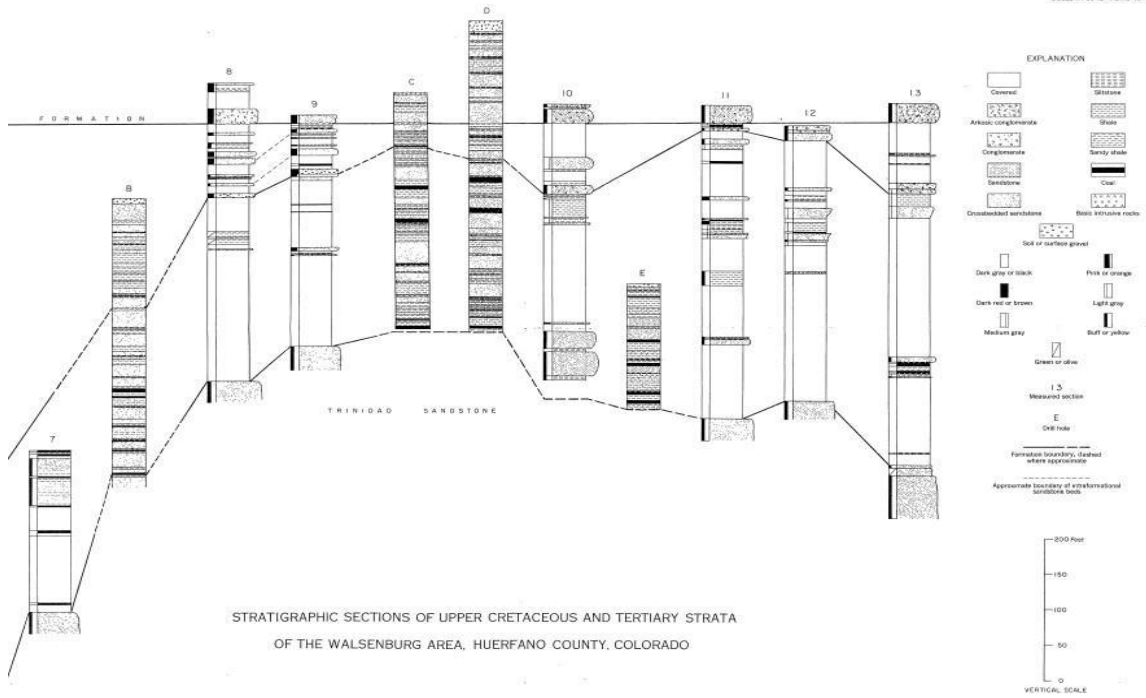 D
8
C
9
10
11
12
13
FORMATION
B
E
7
TRINIDAD SANDSTONE
STRATIGRAPHIC SECTIONS OF UPPER CRETACEOUS AND TERTIARY STRATA
OF THE WALSENBURG AREA, HUERFANO COUNTY, COLORADO
EXPLANATION
Covered
Siltstone
Arkosic conglomerate
Shale
Conglomerate
Sandy shale
Sandstone
Coal
Crossbedded sandstone
Basic intrusive rocks
Soil or surface gravel
Dark gray or black
Pink or orange
Dark red or brown
Light gray
Medium gray
Buff or yellow
Green or olive
13
Measured section
E
Drill hole
Formation boundary, dashed
where approximate
Approximate boundary of intraformational
sandstone beds
200 Feet
150
100
50
0
VERTICAL SCALE